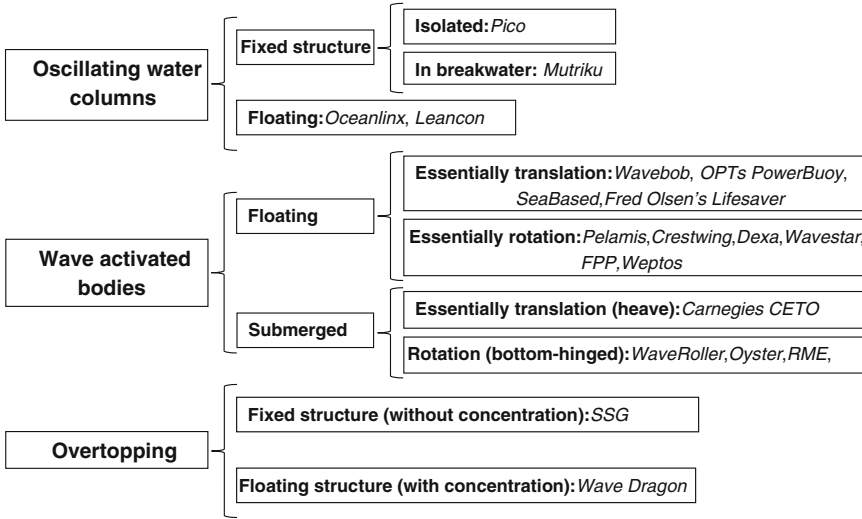 Oscillating water
columns
Fixed structure
Isolated:Pico
In breakwater: Mutriku
Floating:Oceanlinx, Leancon
Wave activated
bodies
Floating
Essentially translation:Wavebob, OPTs PowerBuoy,
SeaBased,Fred Olsen's Lifesaver
Essentially rotation:Pelamis,Crestwing,Dexa,Wavestar,
FPP,Weptos
Submerged
Essentially translation (heave):Carnegies CETO
Rotation (bottom-hinged):WaveRoller,Oyster,RME,
Overtopping
Fixed structure (without concentration):SSG
Floating structure (with concentration):Wave Dragon